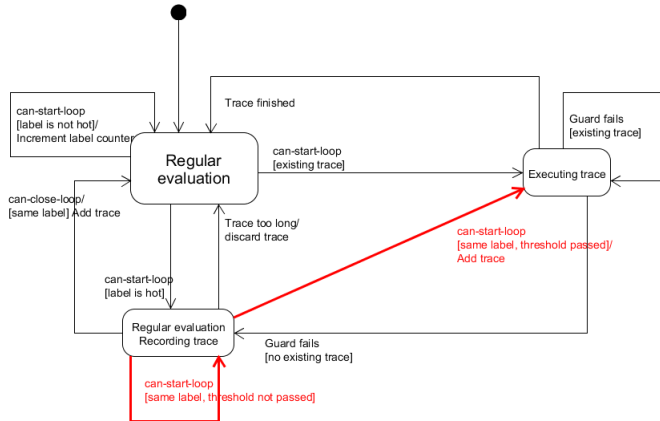 Trace finished
can-start-loop
[label is not hot]/
Increment label counter
Guard fails
[existing trace]
Regular
evaluation
can-start-loop
[existing trace]
Executing trace
can-close-loop/
[same label] Add trace
Trace too long/
discard trace
can-start-loop
[same label, threshold passed]/
Add trace
can-start-loop
[label is hot]
Regular evaluation
Recording trace
Guard fails
[no existing trace]
can-start-loop
[same label, threshold not passed]